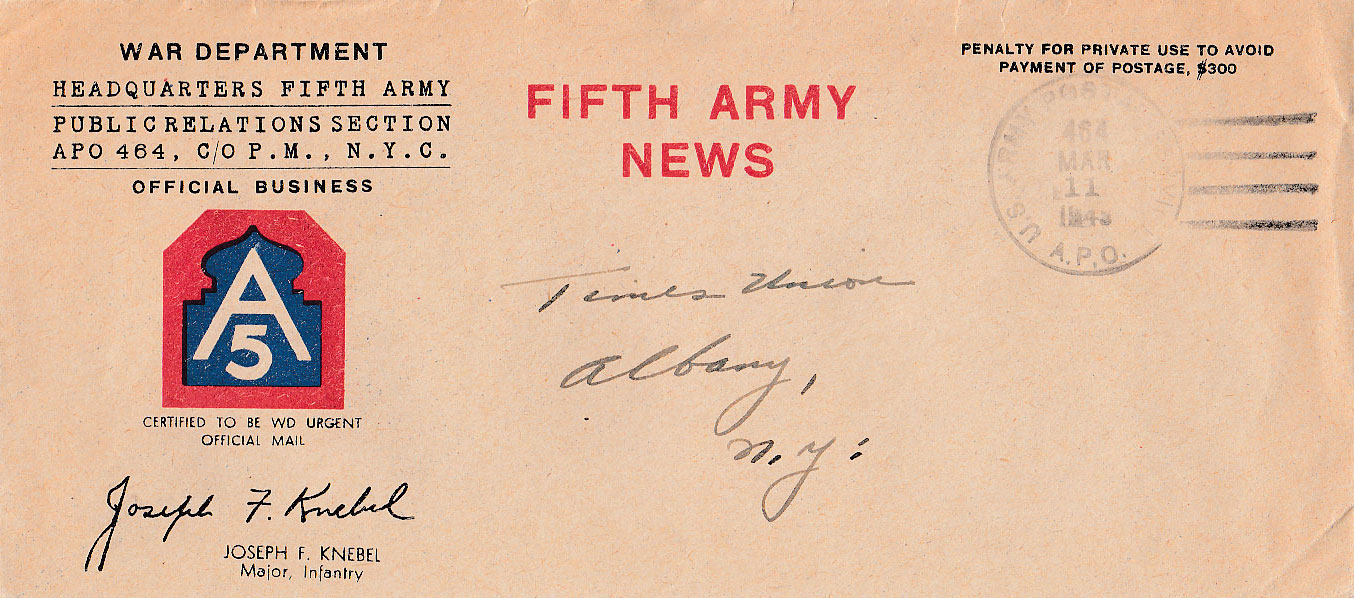 WAR DEPARTMENT
HEADQUARTERS FIFTH ARMY
PUBLIC RELATIONS SECTION
APO 464, C/O P.M., N.Y.C.
OFFICIAL BUSINESS
A
5
CERTIFIED TO BE WD URGENT
OFFICIAL MAIL
Joseph F. Knebel
JOSEPH F. KNEBEL
Major, Infantry
FIFTH ARMY
NEWS
PENALTY FOR PRIVATE USE TO AVOID
PAYMENT OF POSTAGE, $300
U.S. ARMY POSTAL
464
MAR
11
A.P.O.
Times Union
Albany,
N.Y.